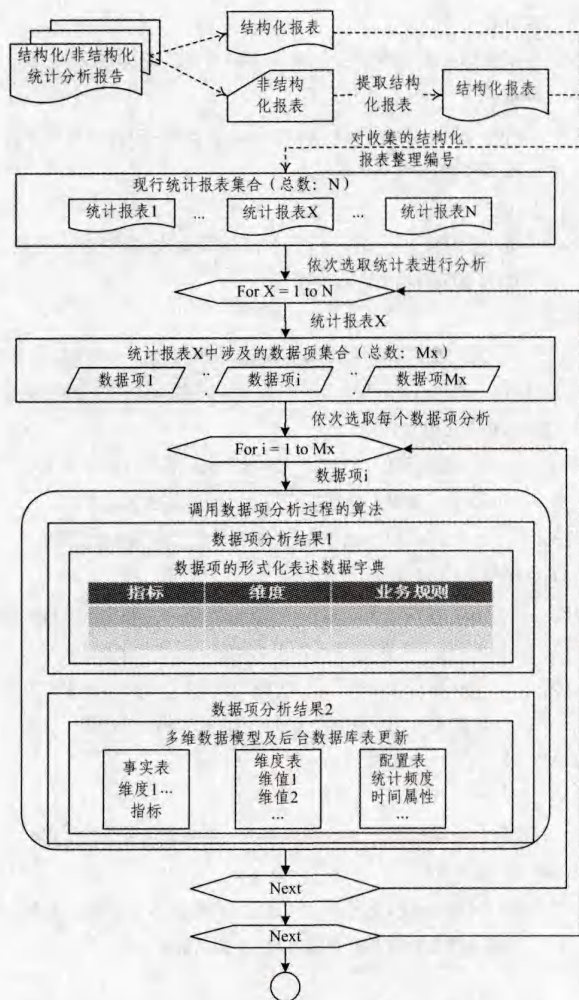 结构化/非结构化
统计分析报告
结构化报表
非结构
化报表
提取结构
化报表
结构化报表
对收集的结构化
报表整理编号
现行统计报表集合（总数：N）
统计报表1 ... 统计报表X ... 统计报表N
依次选取统计表进行分析
For X = 1 to N
统计报表X
统计报表X中涉及的数据项集合（总数：Mx）
数据项1 .. 数据项i .. 数据项Mx
依次选取每个数据项分析
For i = 1 to Mx
数据项i
调用数据项分析过程的算法
数据项分析结果1
数据项的形式化表述数据字典
指标 维度 业务规则
数据项分析结果2
多维数据模型及后台数据库表更新
事实表
维度1...
指标
维度表
维值1
维值2
...
配置表
统计频度
时间属性
...
Next
Next